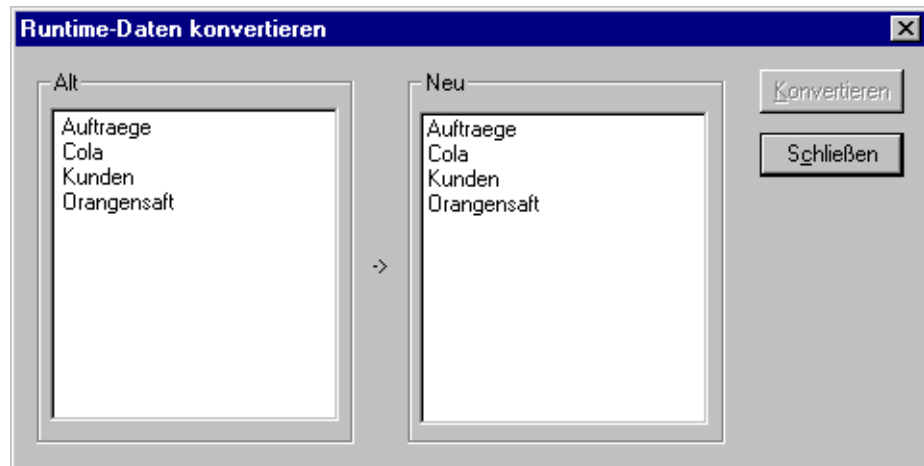 Runtime-Daten konvertieren
Alt
Auftraege
Cola
Kunden
Orangensaft
->
Neu
Auftraege
Cola
Kunden
Orangensaft
Konvertieren
Schließen